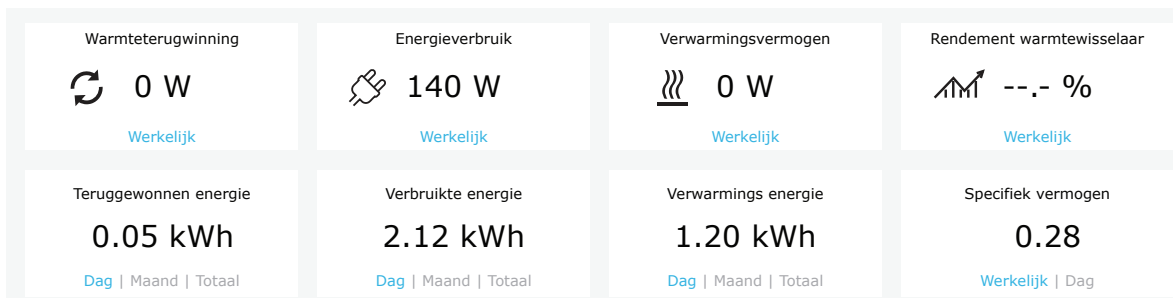 Warmteterugwinning
0 W
Werkelijk
Energieverbruik
140 W
Werkelijk
Verwarmingsvermogen
0 W
Werkelijk
Rendement warmtewisselaar
--.- %
Werkelijk
Teruggewonnen energie
0.05 kWh
Dag | Maand | Totaal
Verbruikte energie
2.12 kWh
Dag | Maand | Totaal
Verwarmings energie
1.20 kWh
Dag | Maand | Totaal
Specifiek vermogen
0.28
Werkelijk | Dag